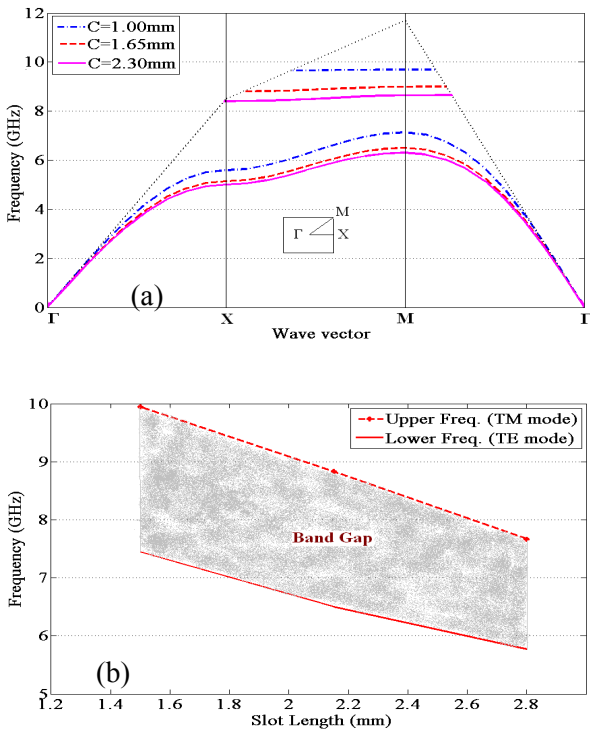 (a)
12
10
8
6
4
2
0
Frequency (GHz)
C=1.00mm
C=1.65mm
C=2.30mm
M
Γ
X
Γ
X
M
Γ
Wave vector
10
9
8
7
6
5
Frequency (GHz)
Upper Freq. (TM mode)
Lower Freq. (TE mode)
Band Gap
(b)
1.2
1.4
1.6
1.8
2
2.2
2.4
2.6
2.8
Slot Length (mm)